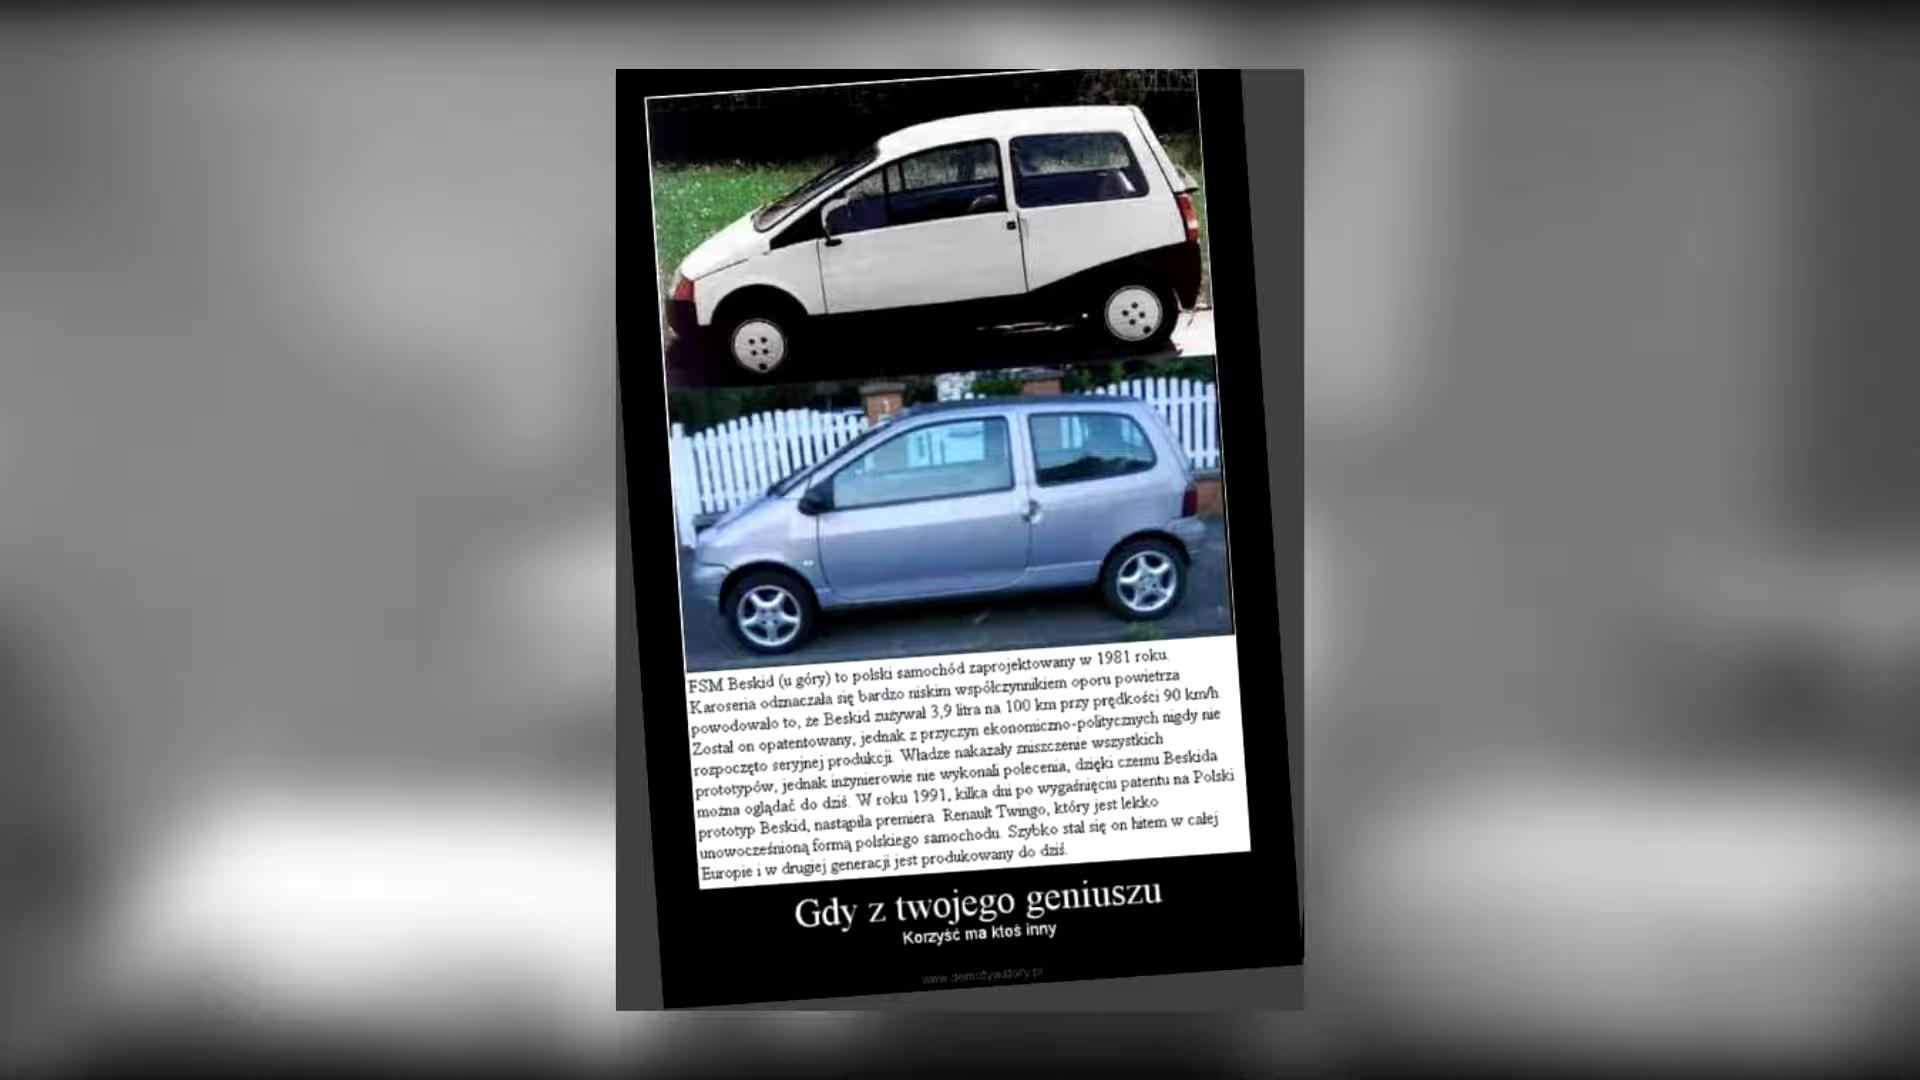 FSM Beskid (u góry) to polski samochód zaprojektowany w 1981 roku.
Karoseria odznaczała się bardzo niskim współczynnikiem oporu powietrza
powodowało to, że Beskid zużywał 3,9 litra na 100 km przy prędkości 90 km/h.
Został on opatentowany, jednak z przyczyn ekonomiczno-politycznych nigdy nie
rozpoczęto seryjnej produkcji. Władze nakazały zniszczenie wszystkich
prototypów, jednak inżynierowie nie wykonali polecenia, dzięki czemu Beskida
można oglądać do dziś. W roku 1991, kilka dni po wygaśnięciu patentu na Polski
prototyp Beskid, nastąpiła premiera Renault Twingo, który jest lekko
unowocześnioną formą polskiego samochodu. Szybko stał się on hitem w całej
Europie i w drugiej generacji jest produkowany do dziś.
Gdy z twojego geniuszu
Korzyść ma ktoś inny
www.demotywatory.pl